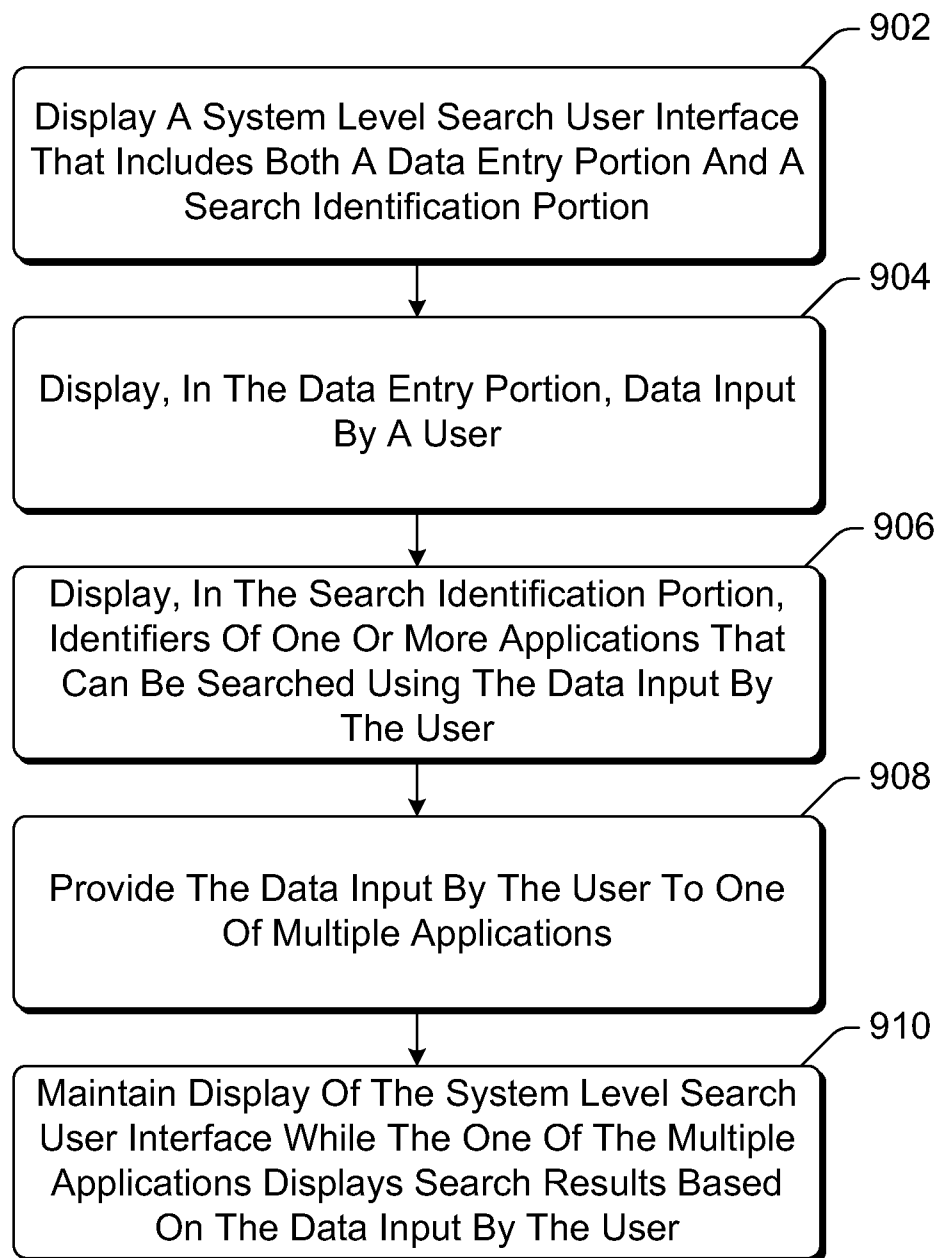 902
Display A System Level Search User Interface
That Includes Both A Data Entry Portion And A
Search Identification Portion
904
Display, In The Data Entry Portion, Data Input
By A User
906
Display, In The Search Identification Portion,
Identifiers Of One Or More Applications That
Can Be Searched Using The Data Input By
The User
908
Provide The Data Input By The User To One
Of Multiple Applications
910
Maintain Display Of The System Level Search
User Interface While The One Of The Multiple
Applications Displays Search Results Based
On The Data Input By The User